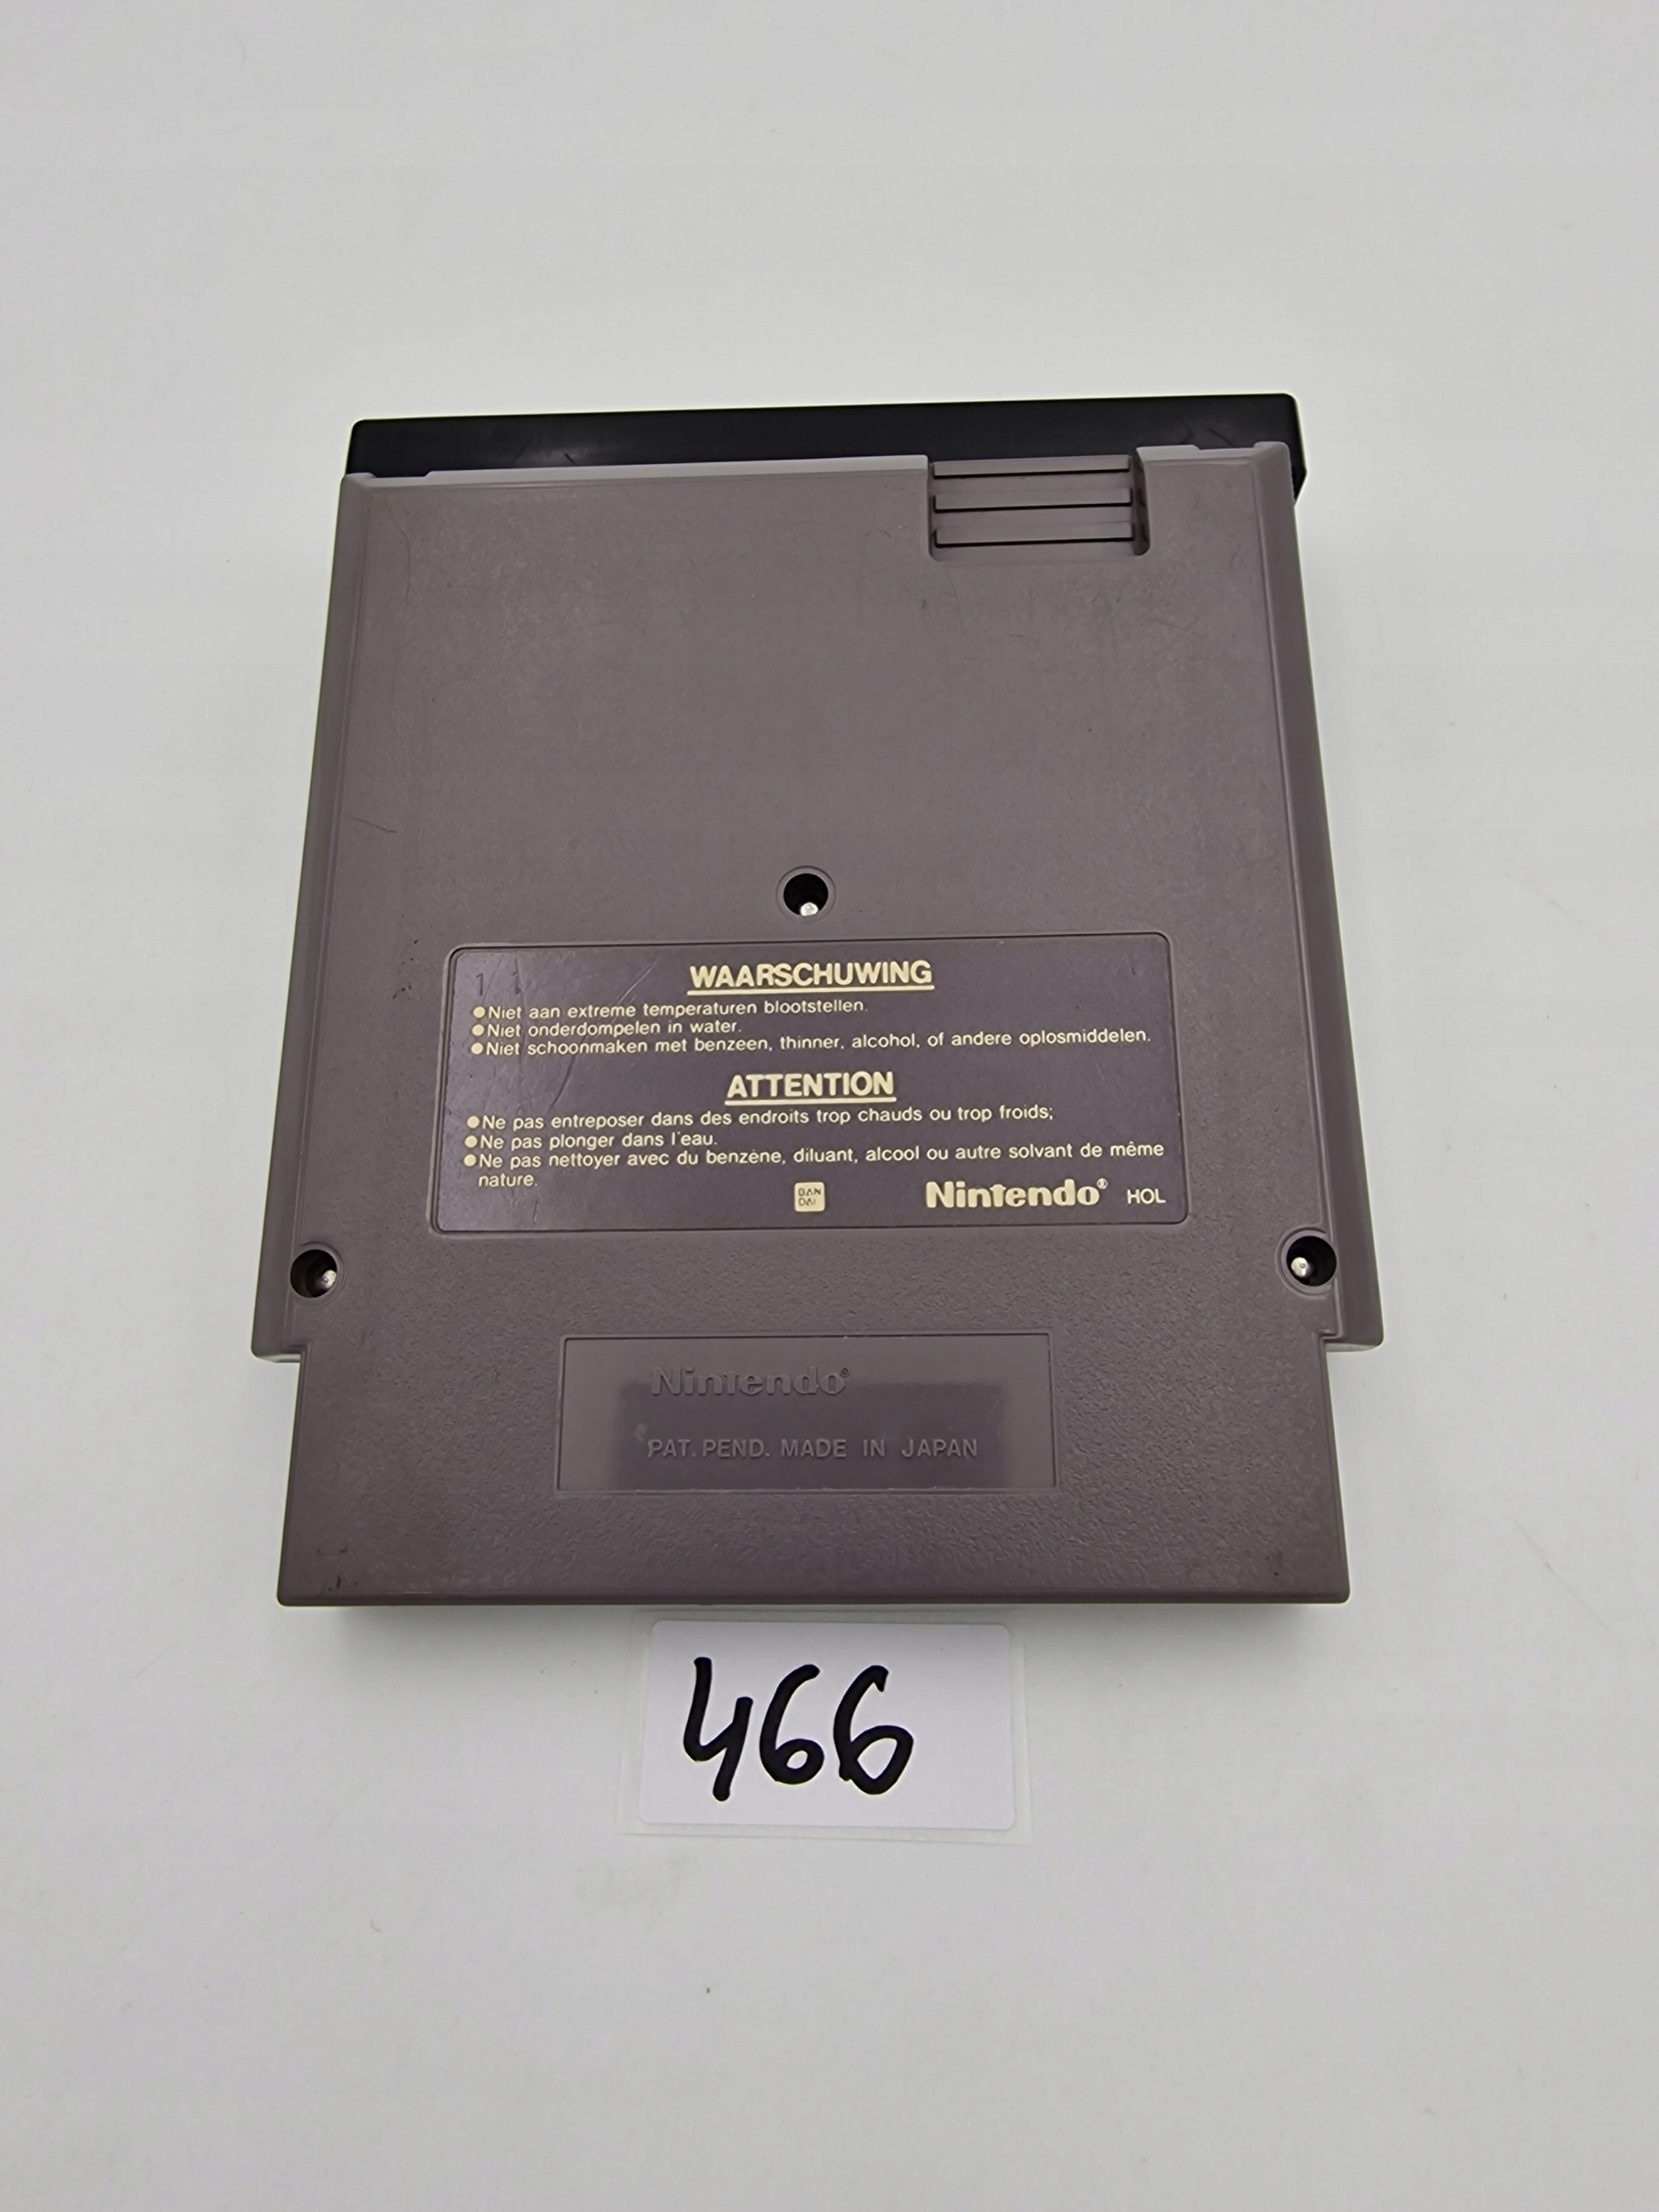 11
WAARSCHUWING
●Niet aan extreme temperaturen blootstellen.
●Niet onderdompelen in water.
●Niet schoonmaken met benzeen, thinner, alcohol, of andere oplosmiddelen.
ATTENTION
●Ne pas entreposer dans des endroits trop chauds ou trop froids;
●Ne pas plonger dans l'eau.
●Ne pas nettoyer avec du benzène, diluant, alcool ou autre solvant de même
nature.
BAN
DAI
Nintendo® HOL
Nintendo®
PAT. PEND. MADE IN JAPAN
466